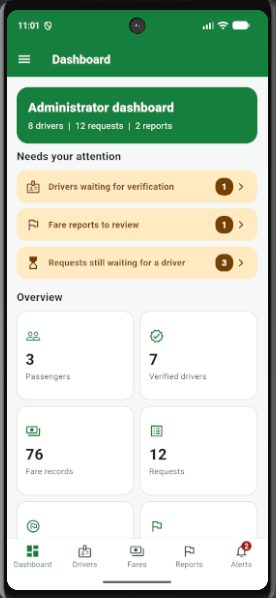 11:01
Dashboard
Administrator dashboard
8 drivers | 12 requests | 2 reports
Needs your attention
Drivers waiting for verification 1
Fare reports to review 1
Requests still waiting for a driver 3
Overview
3
Passengers
7
Verified drivers
76
Fare records
12
Requests
Dashboard Drivers Fares Reports Alerts
2